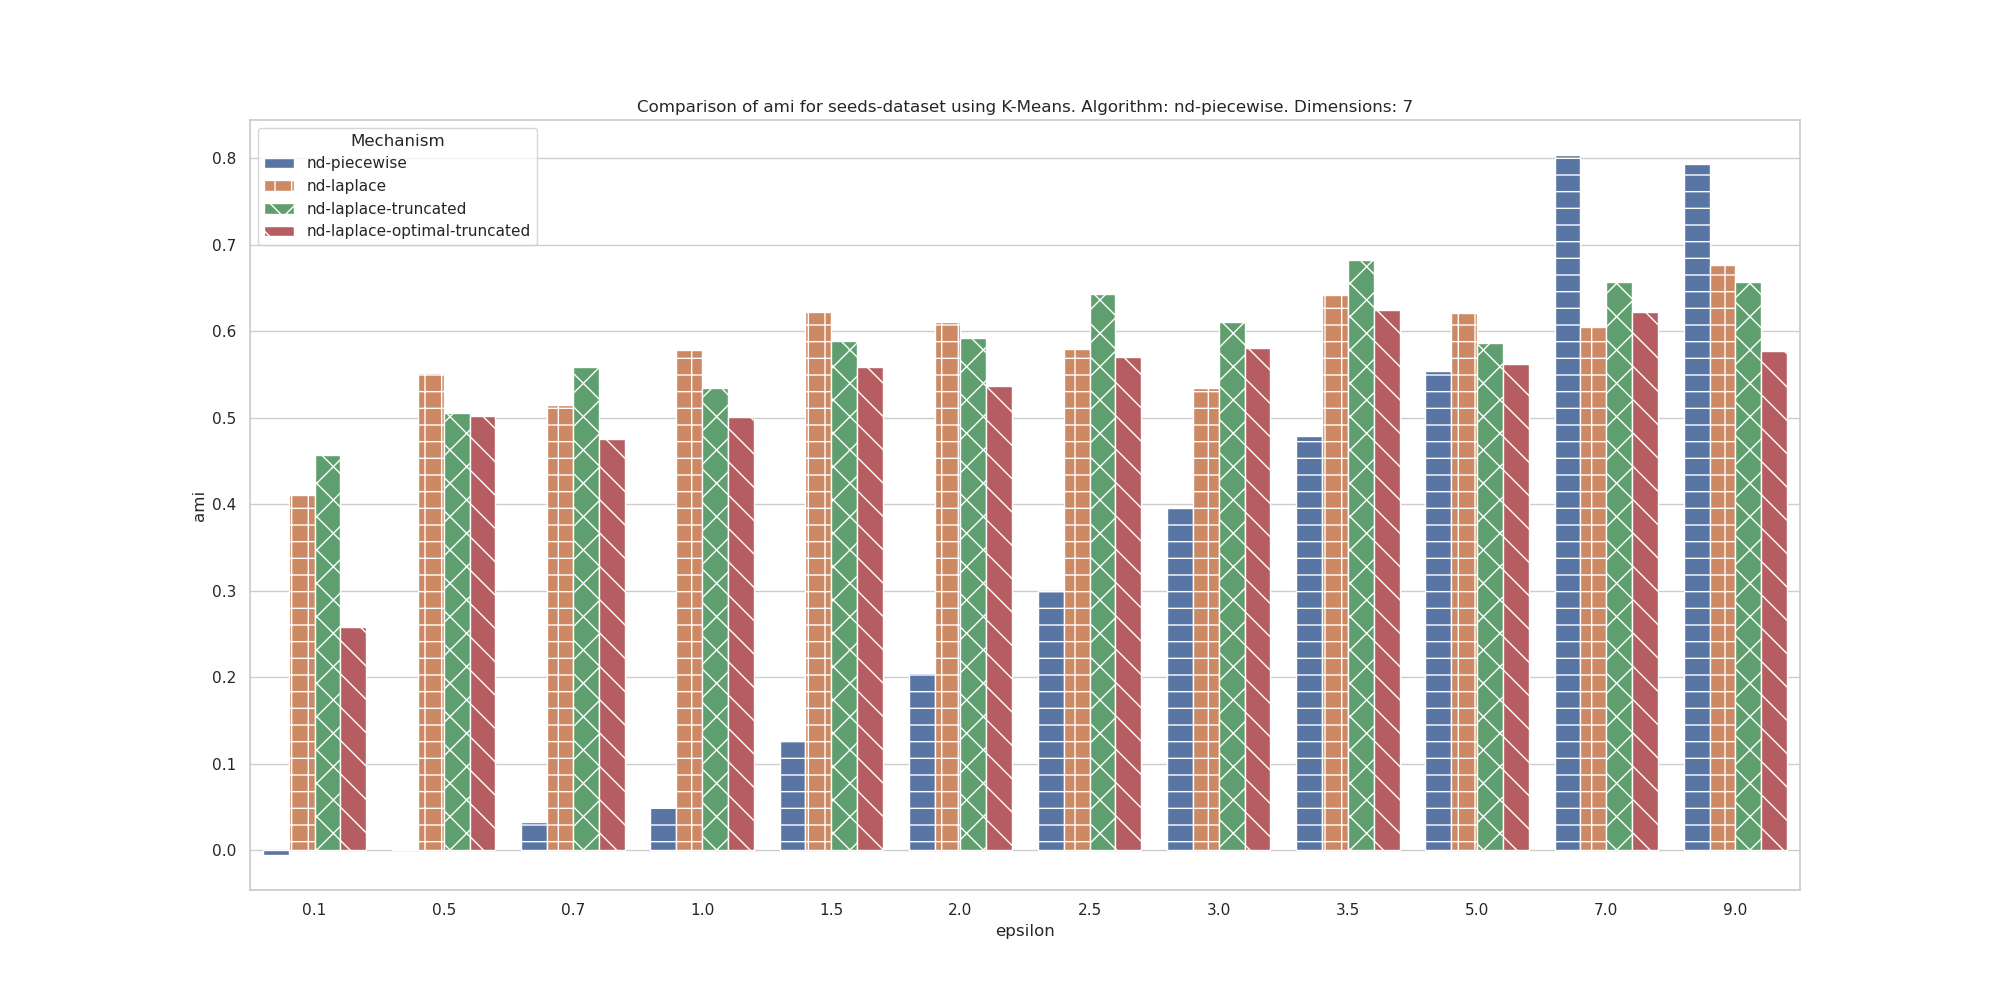 Comparison of ami for seeds-dataset using K-Means. Algorithm: nd-piecewise. Dimensions: 7
Mechanism
nd-piecewise
nd-laplace
nd-laplace-truncated
nd-laplace-optimal-truncated
0.8
0.7
0.6
0.5
0.4
0.3
0.2
0.1
0.0
ami
0.1 0.5 0.7 1.0 1.5 2.0 2.5 3.0 3.5 5.0 7.0 9.0
epsilon